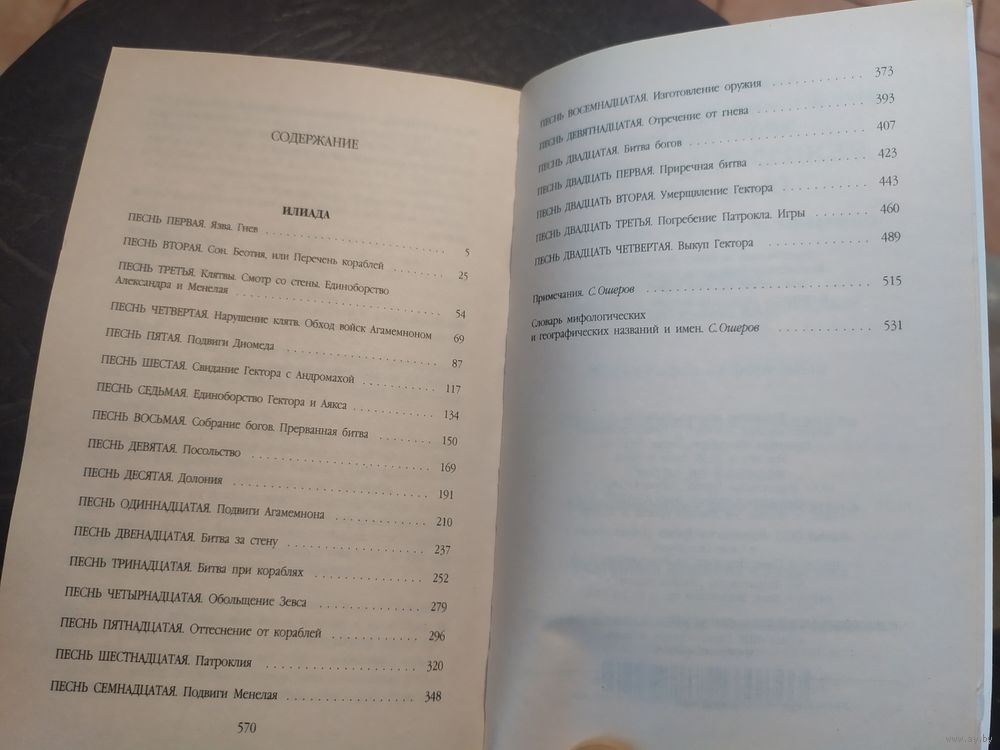 СОДЕРЖАНИЕ
ИЛИАДА
ПЕСНЬ ПЕРВАЯ. Язва. Гнев . . . . . . . . . . . . . . . . . . . . . . . . . . 5
ПЕСНЬ ВТОРАЯ. Сон. Беотия, или Перечень кораблей . . . . . . . . 25
ПЕСНЬ ТРЕТЬЯ. Клятвы. Смотр со стены. Единоборство
Александра и Менелая . . . . . . . . . . . . . . . . . . . . . . . . . . 54
ПЕСНЬ ЧЕТВЕРТАЯ. Нарушение клятв. Обход войск Агамемноном 69
ПЕСНЬ ПЯТАЯ. Подвиги Диомеда . . . . . . . . . . . . . . . . . . . . 87
ПЕСНЬ ШЕСТАЯ. Свидание Гектора с Андромахой . . . . . . . . . . 117
ПЕСНЬ СЕДЬМАЯ. Единоборство Гектора и Аякса . . . . . . . . . . . 134
ПЕСНЬ ВОСЬМАЯ. Собрание богов. Прерванная битва . . . . . . . . 150
ПЕСНЬ ДЕВЯТАЯ. Посольство . . . . . . . . . . . . . . . . . . . . . . 169
ПЕСНЬ ДЕСЯТАЯ. Долония . . . . . . . . . . . . . . . . . . . . . . . . 191
ПЕСНЬ ОДИННАДЦАТАЯ. Подвиги Агамемнона . . . . . . . . . . . . 210
ПЕСНЬ ДВЕНАДЦАТАЯ. Битва за стену . . . . . . . . . . . . . . . . 237
ПЕСНЬ ТРИНАДЦАТАЯ. Битва при кораблях . . . . . . . . . . . . . . 252
ПЕСНЬ ЧЕТЫРНАДЦАТАЯ. Обольщение Зевса . . . . . . . . . . . . . 279
ПЕСНЬ ПЯТНАДЦАТАЯ. Оттеснение от кораблей . . . . . . . . . . . 296
ПЕСНЬ ШЕСТНАДЦАТАЯ. Патроклия . . . . . . . . . . . . . . . . . . 320
ПЕСНЬ СЕМНАДЦАТАЯ. Подвиги Менелая . . . . . . . . . . . . . . . 348
570
ПЕСНЬ ВОСЕМНАДЦАТАЯ. Изготовление оружия . . . . . . . . . . . 373
ПЕСНЬ ДЕВЯТНАДЦАТАЯ. Отречение от гнева . . . . . . . . . . . . 393
ПЕСНЬ ДВАДЦАТАЯ. Битва богов . . . . . . . . . . . . . . . . . . . . 407
ПЕСНЬ ДВАДЦАТЬ ПЕРВАЯ. Приречная битва . . . . . . . . . . . . . 423
ПЕСНЬ ДВАДЦАТЬ ВТОРАЯ. Умерщвление Гектора . . . . . . . . . . 443
ПЕСНЬ ДВАДЦАТЬ ТРЕТЬЯ. Погребение Патрокла. Игры . . . . . . . 460
ПЕСНЬ ДВАДЦАТЬ ЧЕТВЕРТАЯ. Выкуп Гектора . . . . . . . . . . . . 489
Примечания. С. Ошеров . . . . . . . . . . . . . . . . . . . . . . . . . 515
Словарь мифологических
и географических названий и имен. С. Ошеров . . . . . . . . . . . . 531
www.ay.by